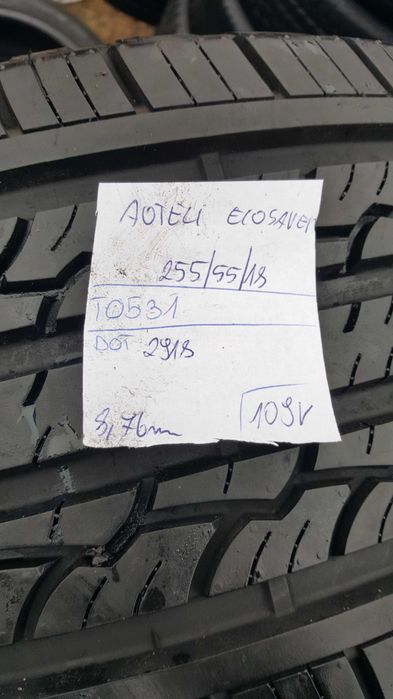 AOTELI ECOSAVER
255/55/18
T0531
DOT 2918
8,76mm
109V